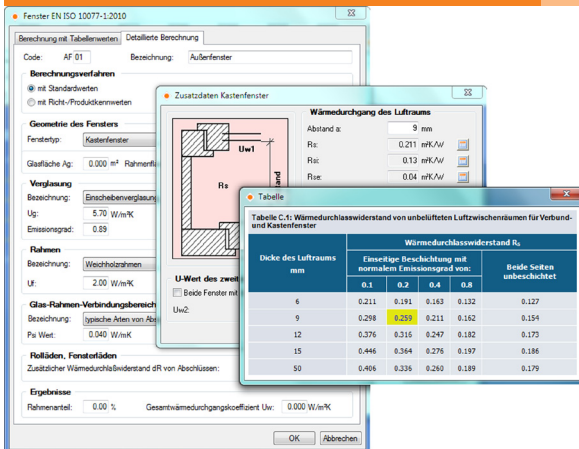 Fenster EN ISO 10077-1:2010
Berechnung mit Tabellenwerten Detaillierte Berechnung
Code: AF 01 Bezeichnung: Außenfenster
Berechnungsverfahren
mit Standardwerten
mit Richt-/Produktkennwerten
Geometrie des Fensters
Fenstertyp: Kastenfenster
Glasfläche Ag: 0.000 m²
Verglasung
Bezeichnung: Einscheibenverglasung
Ug: 5.70 W/m²K
Emissionsgrad: 0.89
Rahmen
Bezeichnung: Weichholzrahmen
Uf: 2.00 W/m²K
Glas-Rahmen-Verbindungsbereich
Bezeichnung: typische Arten von Abs
Psi Wert: 0.040 W/mK
Rolläden, Fensterläden
Zusätzlicher Wärmedurchlaßwiderstand dR von Abschlüssen:
Ergebnisse
Rahmenanteil: 0.00 % Gesamtwärmedurchgangskoeffizient Uw: 0.000 W/m²K
OK Abbrechen
Zusatzdaten Kastenfenster
Uw1
Rs
Wärmedurchgang des Luftraums
Abstand a: 9 mm
Rs: 0.211 m²K/W
Rsi: 0.13 m²K/W
Rse: 0.04 m²K/W
U-Wert des zweit
Beide Fenster mit
Uw2:
Tabelle
Tabelle C.1: Wärmedurchlasswiderstand von unbelüfteten Luftzwischenräumen für Verbund-
und Kastenfenster
Dicke des Luftraums
mm
Wärmedurchlasswiderstand Rs
Einseitige Beschichtung mit
normalem Emissionsgrad von:
Beide Seiten
unbeschichtet
0.1 0.2 0.4 0.8
6 0.211 0.191 0.163 0.132 0.127
9 0.298 0.259 0.211 0.162 0.154
12 0.376 0.316 0.247 0.182 0.173
15 0.446 0.364 0.276 0.197 0.186
50 0.406 0.336 0.260 0.189 0.179